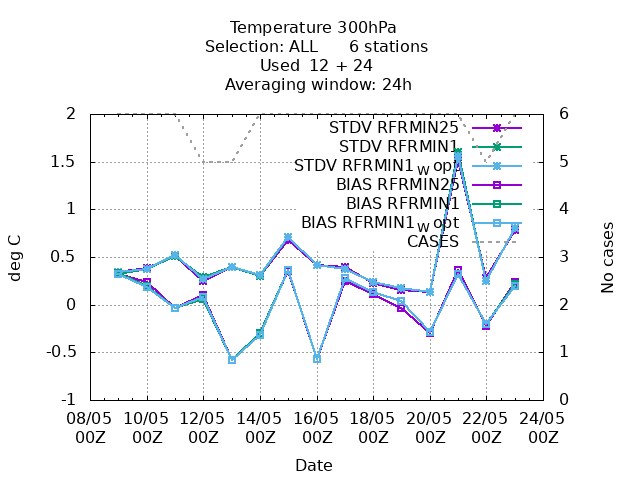 Temperature 300hPa
Selection: ALL      6 stations
Used  12 + 24
Averaging window: 24h
2
1.5
1
0.5
0
-0.5
-1
deg C
6
5
4
3
2
1
0
No cases
STDV RFRMIN25
STDV RFRMIN1
STDV RFRMIN1w opt
BIAS RFRMIN25
BIAS RFRMIN1
BIAS RFRMIN1w opt
CASES
08/05 10/05 12/05 14/05 16/05 18/05 20/05 22/05 24/05
00Z 00Z 00Z 00Z 00Z 00Z 00Z 00Z 00Z
Date